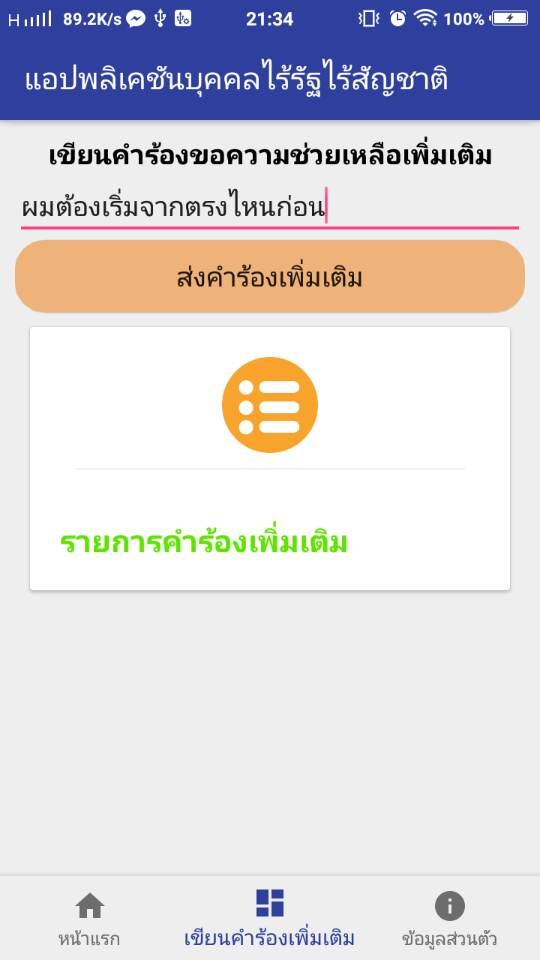 H 89.2K/s 21:34 100%
แอปพลิเคชันบุคคลไร้รัฐไร้สัญชาติ
เขียนคำร้องขอความช่วยเหลือเพิ่มเติม
ผมต้องเริ่มจากตรงไหนก่อน
ส่งคำร้องเพิ่มเติม
รายการคำร้องเพิ่มเติม
หน้าแรก เขียนคำร้องเพิ่มเติม ข้อมูลส่วนตัว